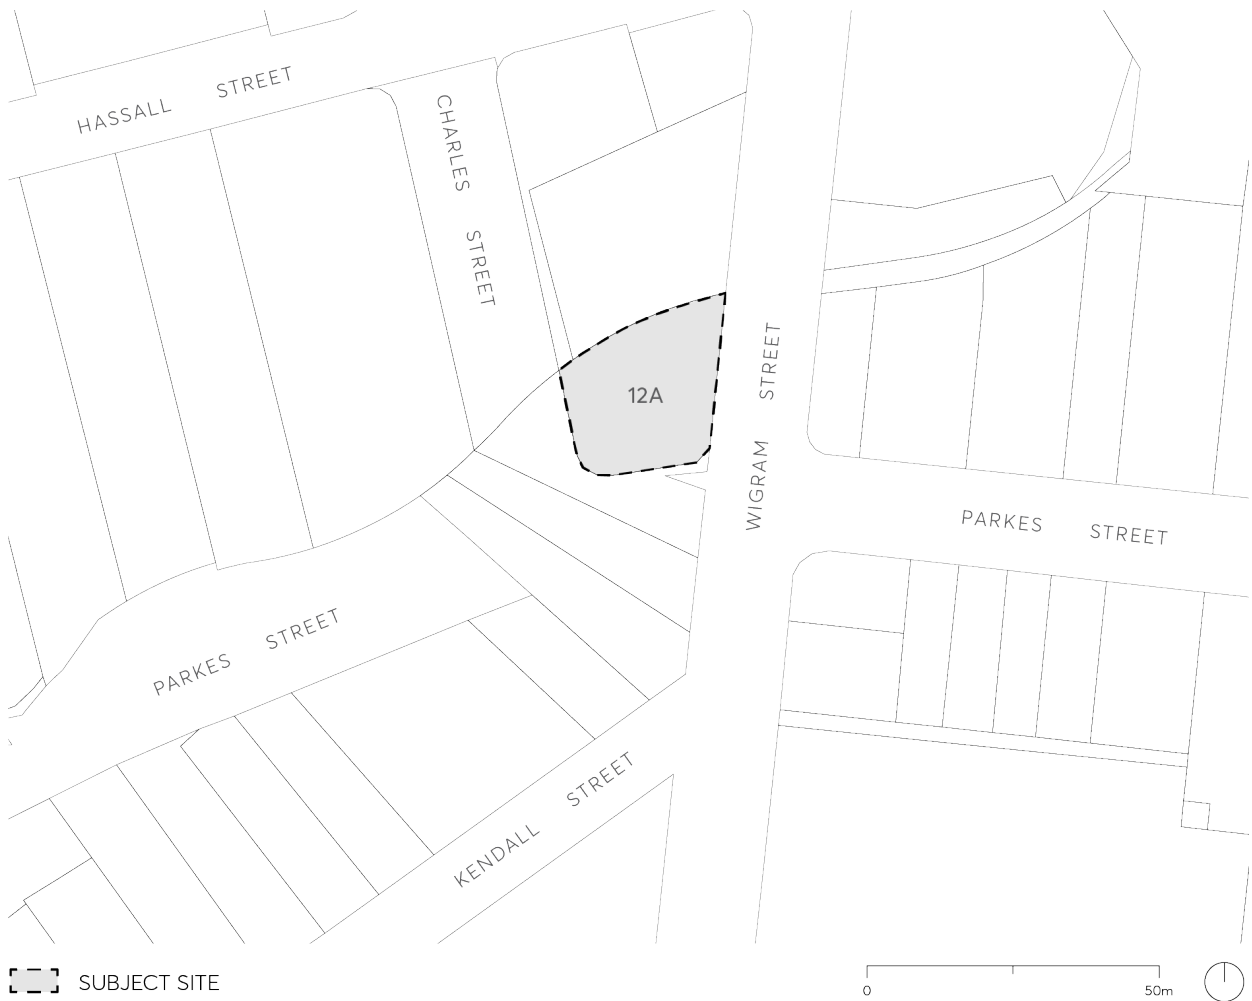 HASSALL STREET
CHARLES STREET
12A
WIGRAM STREET
PARKES STREET
PARKES STREET
KENDALL STREET
SUBJECT SITE
0 50m